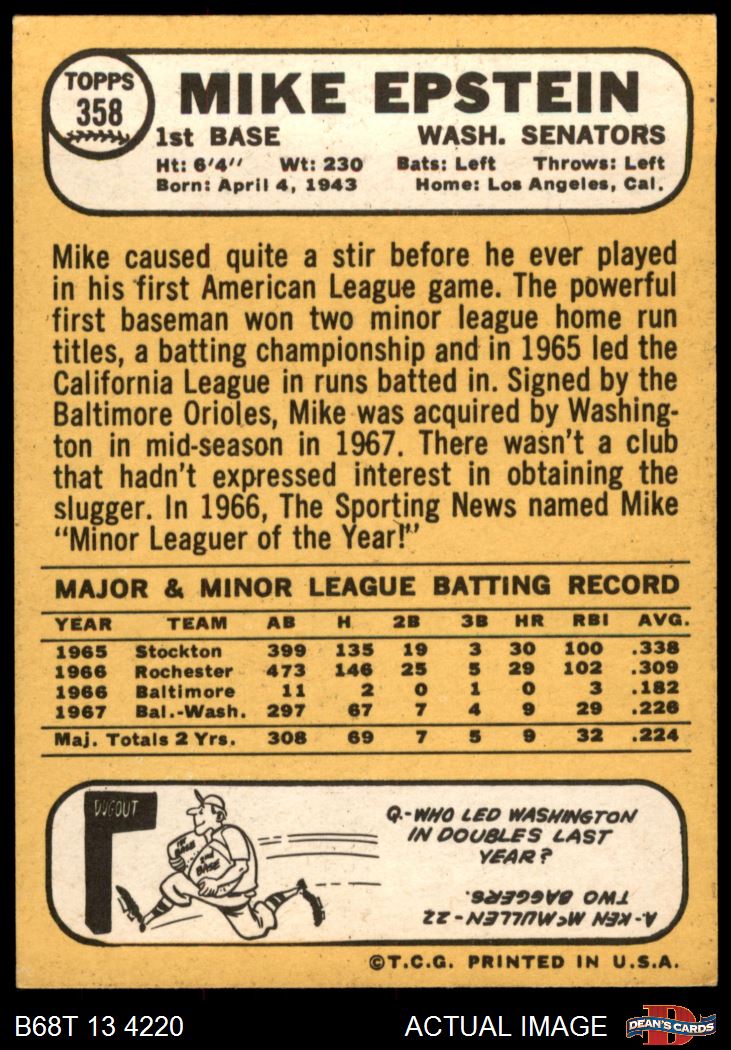 TOPPS
358
MIKE EPSTEIN
1st BASE WASH. SENATORS
Ht: 6'4" Wt: 230 Bats: Left Throws: Left
Born: April 4, 1943 Home: Los Angeles, Cal.
Mike caused quite a stir before he ever played
in his first American League game. The powerful
first baseman won two minor league home run
titles, a batting championship and in 1965 led the
California League in runs batted in. Signed by the
Baltimore Orioles, Mike was acquired by Washing-
ton in mid-season in 1967. There wasn't a club
that hadn't expressed interest in obtaining the
slugger. In 1966, The Sporting News named Mike
"Minor Leaguer of the Year!"
MAJOR & MINOR LEAGUE BATTING RECORD
YEAR TEAM AB H 2B 3B HR RBI AVG.
1965 Stockton 399 135 19 3 30 100 .338
1966 Rochester 473 146 25 5 29 102 .309
1966 Baltimore 11 2 0 1 0 3 .182
1967 Bal.-Wash. 297 67 7 4 9 29 .226
Maj. Totals 2 Yrs. 308 69 7 5 9 32 .224
DUGOUT
1ST BASE
2nd BASE
Q.-WHO LED WASHINGTON
IN DOUBLES LAST
YEAR?
A-KEN McMULLEN-22
TWO BAGGERS.
©T.C.G. PRINTED IN U.S.A.
B68T 13 4220 ACTUAL IMAGE DEAN'S CARDS